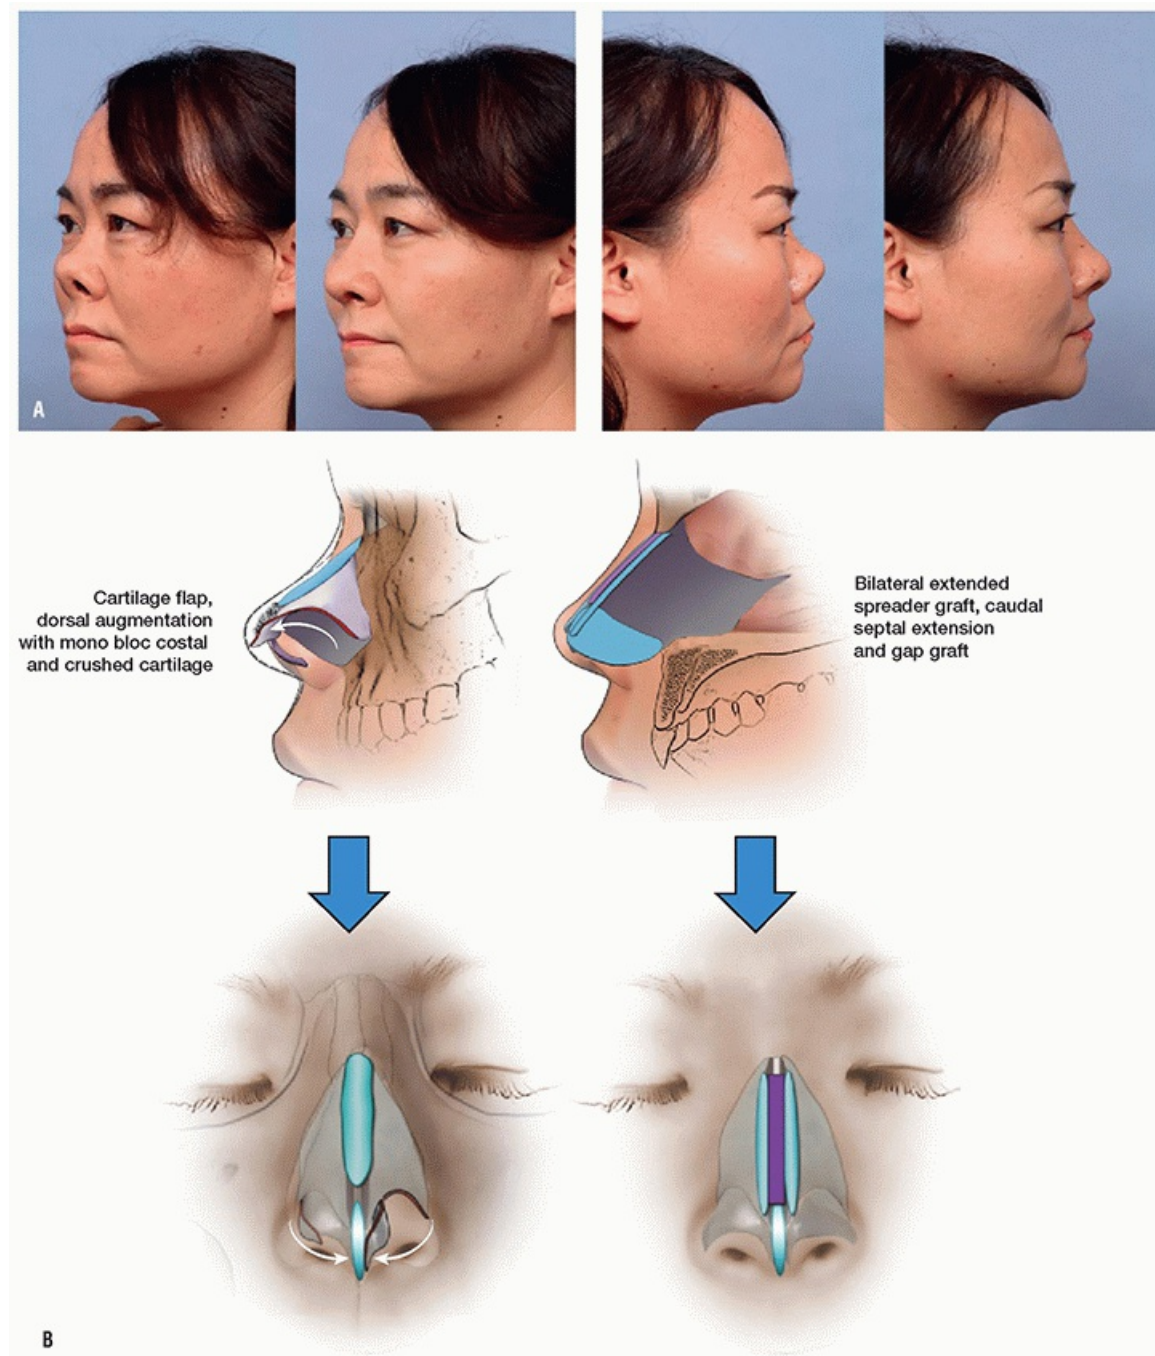 A
Cartilage flap,
dorsal augmentation
with mono bloc costal
and crushed cartilage
Bilateral extended
spreader graft, caudal
septal extension
and gap graft
B